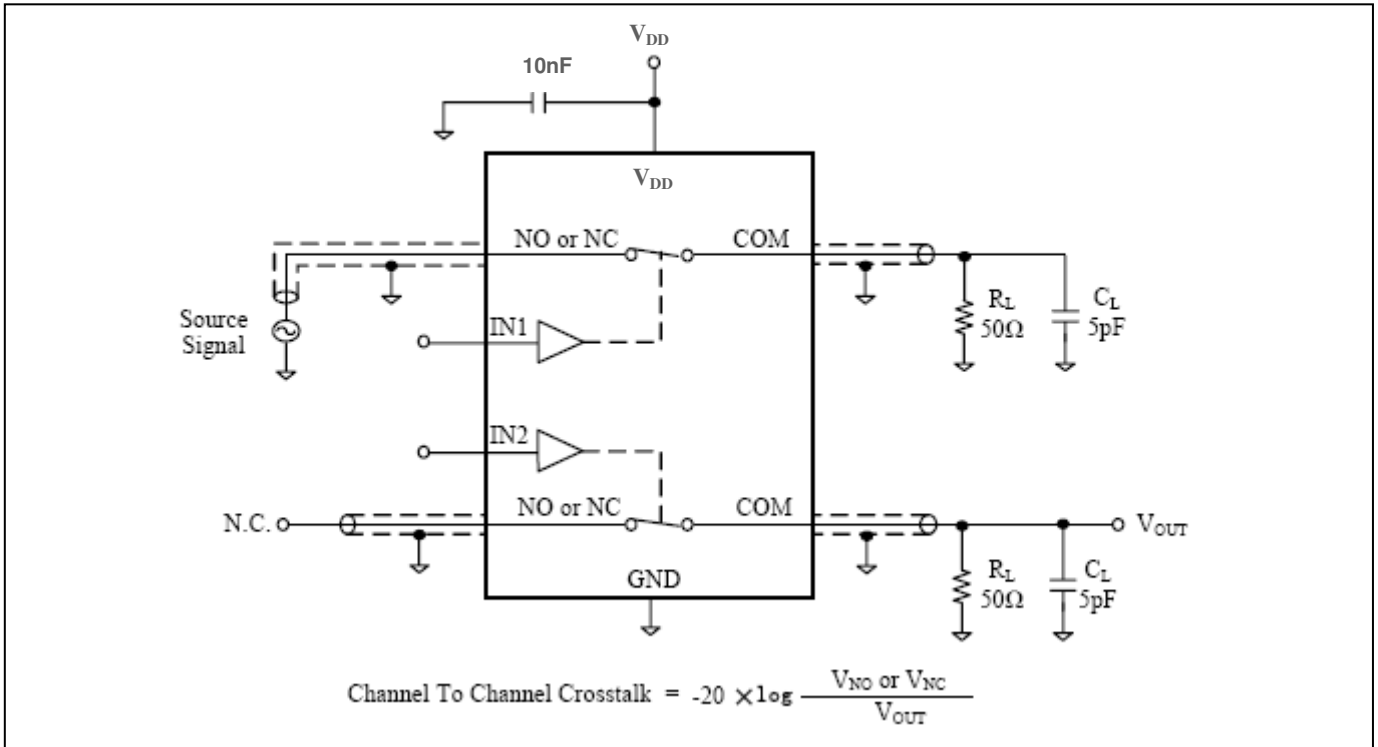 V_DD
10nF
V_DD
NO or NC
COM
Source
Signal
IN1
R_L
50Ω
C_L
5pF
IN2
N.C.
NO or NC
COM
V_OUT
GND
R_L
50Ω
C_L
5pF
Channel To Channel Crosstalk = -20 ×log V_NO or V_NC
V_OUT